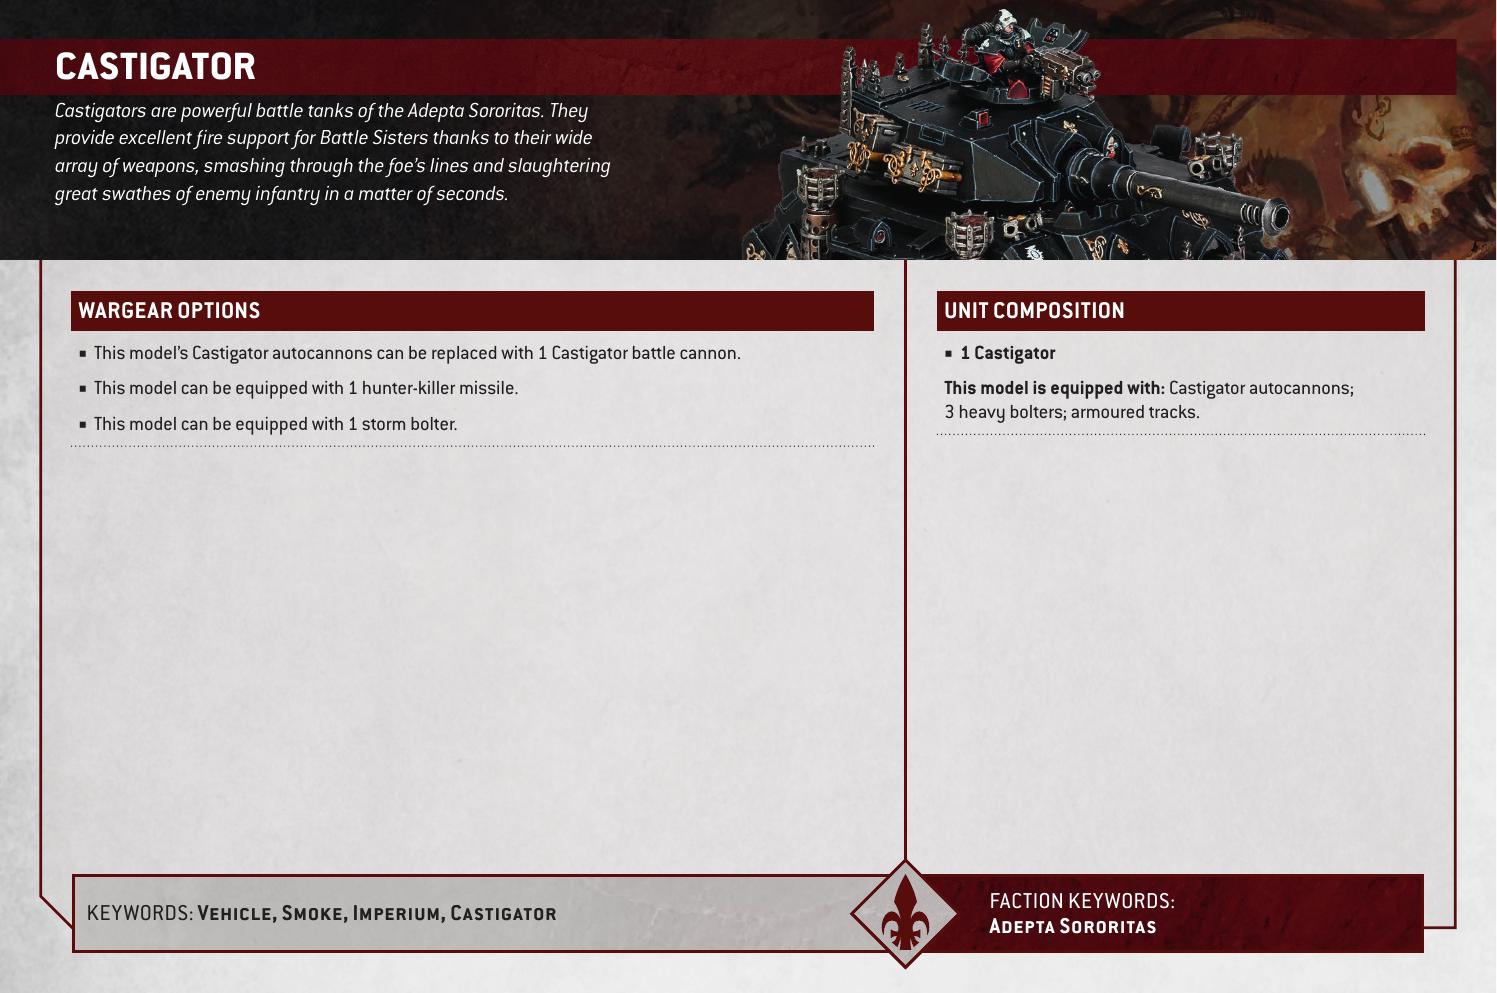 CASTIGATOR
Castigators are powerful battle tanks of the Adepta Sororitas. They
provide excellent fire support for Battle Sisters thanks to their wide
array of weapons, smashing through the foe’s lines and slaughtering
great swathes of enemy infantry in a matter of seconds.
WARGEAR OPTIONS
▪ This model’s Castigator autocannons can be replaced with 1 Castigator battle cannon.
▪ This model can be equipped with 1 hunter-killer missile.
▪ This model can be equipped with 1 storm bolter.
UNIT COMPOSITION
▪ 1 Castigator
This model is equipped with: Castigator autocannons;
3 heavy bolters; armoured tracks.
KEYWORDS: Vehicle, Smoke, Imperium, Castigator
FACTION KEYWORDS:
Adepta Sororitas